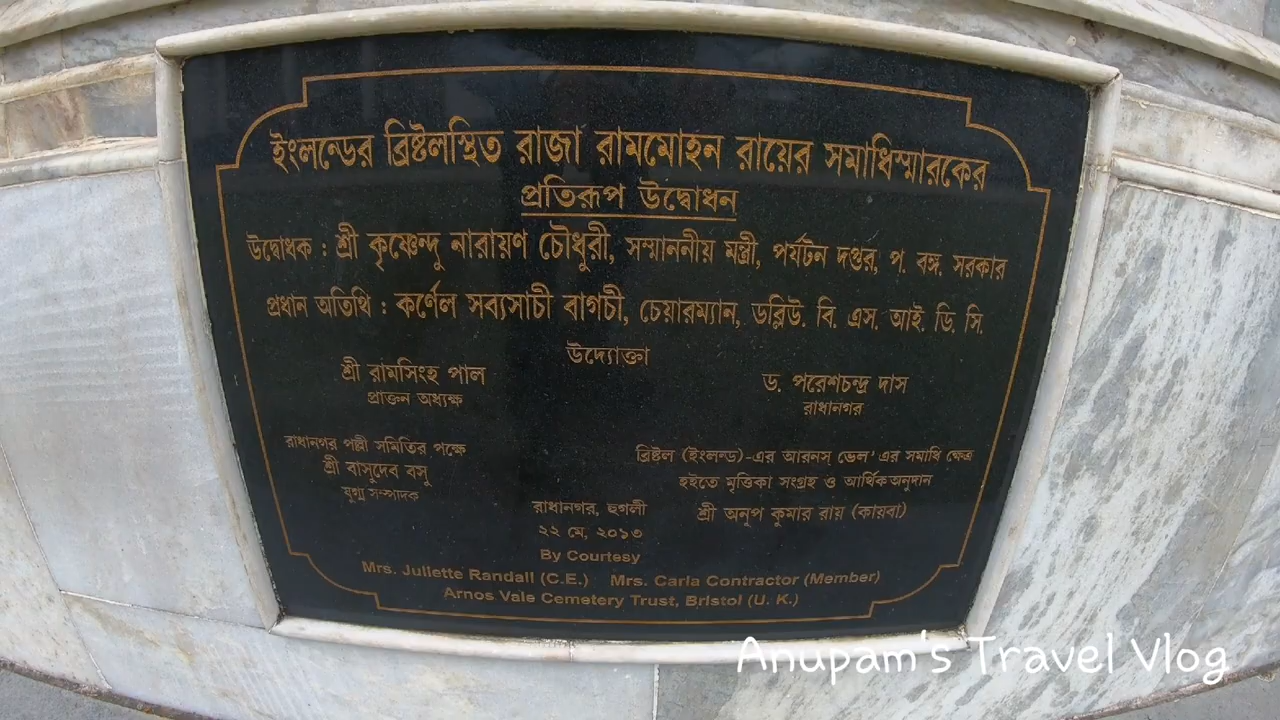 ইংলন্ডের ব্রিষ্টলস্থিত রাজা রামমোহন রায়ের সমাধিস্মারকের
প্রতিরূপ উদ্বোধন
উদ্বোধক : শ্রী কৃষ্ণেন্দু নারায়ণ চৌধুরী, সম্মাননীয় মন্ত্রী, পর্যটন দপ্তর, প. বঙ্গ. সরকার
প্রধান অতিথি : কর্ণেল সব্যসাচী বাগচী, চেয়ারম্যান, ডব্লিউ. বি. এস. আই. ডি. সি.
উদ্যোক্তা
শ্রী রামসিংহ পাল
প্রাক্তন অধ্যক্ষ
ড. পরেশচন্দ্র দাস
রাধানগর
রাধানগর পল্লী সমিতির পক্ষে
শ্রী বাসুদেব বসু
যুগ্ম সম্পাদক
ব্রিষ্টল (ইংলন্ড)-এর আরনস্ ভেল' এর সমাধি ক্ষেত্র
হইতে মৃত্তিকা সংগ্রহ ও আর্থিক অনুদান
শ্রী অনুপ কুমার রায় (কায়বা)
রাধানগর, হুগলী
২২ মে, ২০১৩
By Courtesy
Mrs. Juliette Randall (C.E.) Mrs. Carla Contractor (Member)
Arnos Vale Cemetery Trust, Bristol (U. K.)
Anupam's Travel Vlog